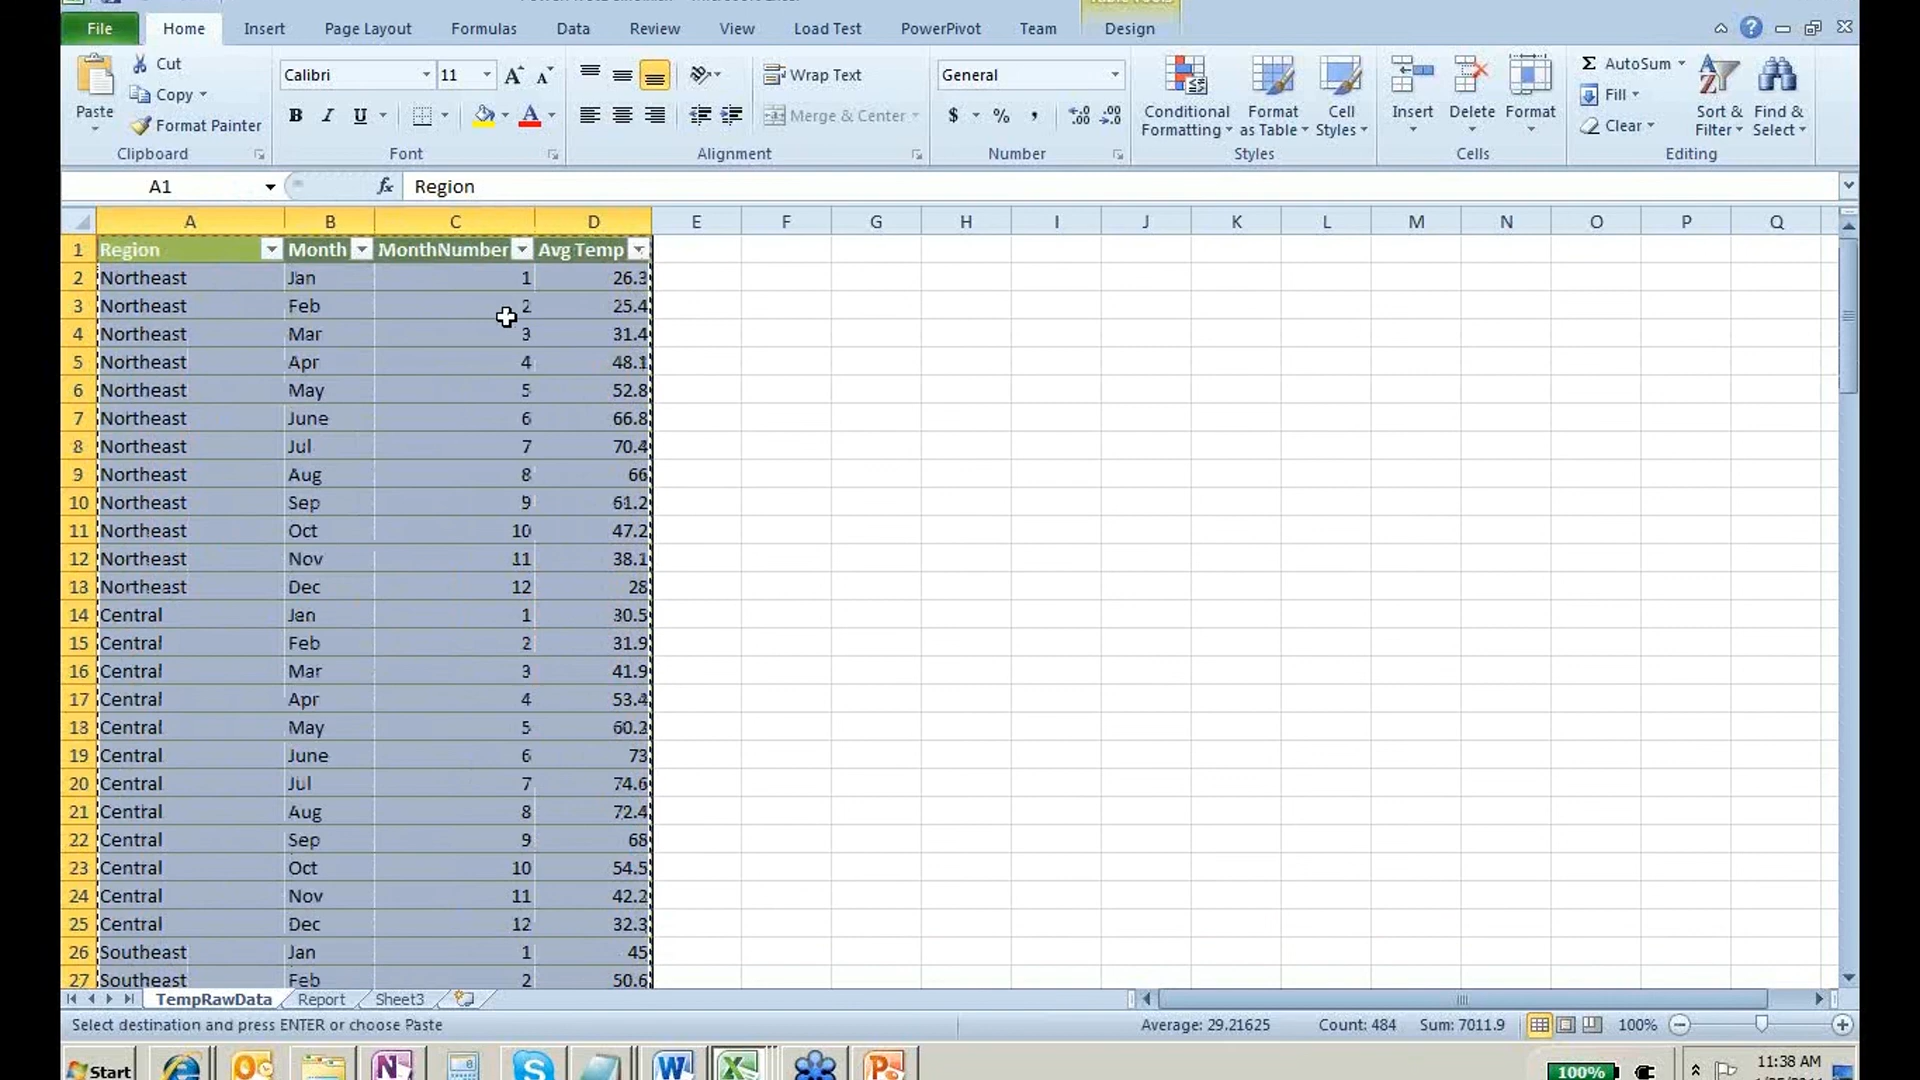 File Home Insert Page Layout Formulas Data Review View Load Test PowerPivot Team Design
Cut
Copy
Format Painter
Paste
Clipboard
Calibri 11
B I U A
Font
Wrap Text
Merge & Center
Alignment
General
$ % ,
Number
Conditional Formatting
Format as Table
Cell Styles
Styles
Insert Delete Format
Cells
Σ AutoSum
Fill
Clear
Sort & Filter
Find & Select
Editing
A1 fx Region
A B C D E F G H I J K L M N O P Q
1 Region Month MonthNumber Avg Temp
2 Northeast Jan 1 26.3
3 Northeast Feb 2 25.4
4 Northeast Mar 3 31.4
5 Northeast Apr 4 48.1
6 Northeast May 5 52.8
7 Northeast June 6 66.8
8 Northeast Jul 7 70.4
9 Northeast Aug 8 66
10 Northeast Sep 9 61.2
11 Northeast Oct 10 47.2
12 Northeast Nov 11 38.1
13 Northeast Dec 12 28
14 Central Jan 1 30.5
15 Central Feb 2 31.9
16 Central Mar 3 41.9
17 Central Apr 4 53.4
18 Central May 5 60.2
19 Central June 6 73
20 Central Jul 7 74.6
21 Central Aug 8 72.4
22 Central Sep 9 68
23 Central Oct 10 54.5
24 Central Nov 11 42.2
25 Central Dec 12 32.3
26 Southeast Jan 1 45
27 Southeast Feb 2 50.6
TempRawData Report Sheet3
Select destination and press ENTER or choose Paste Average: 29.21625 Count: 484 Sum: 7011.9 100%
Start 100% 11:38 AM